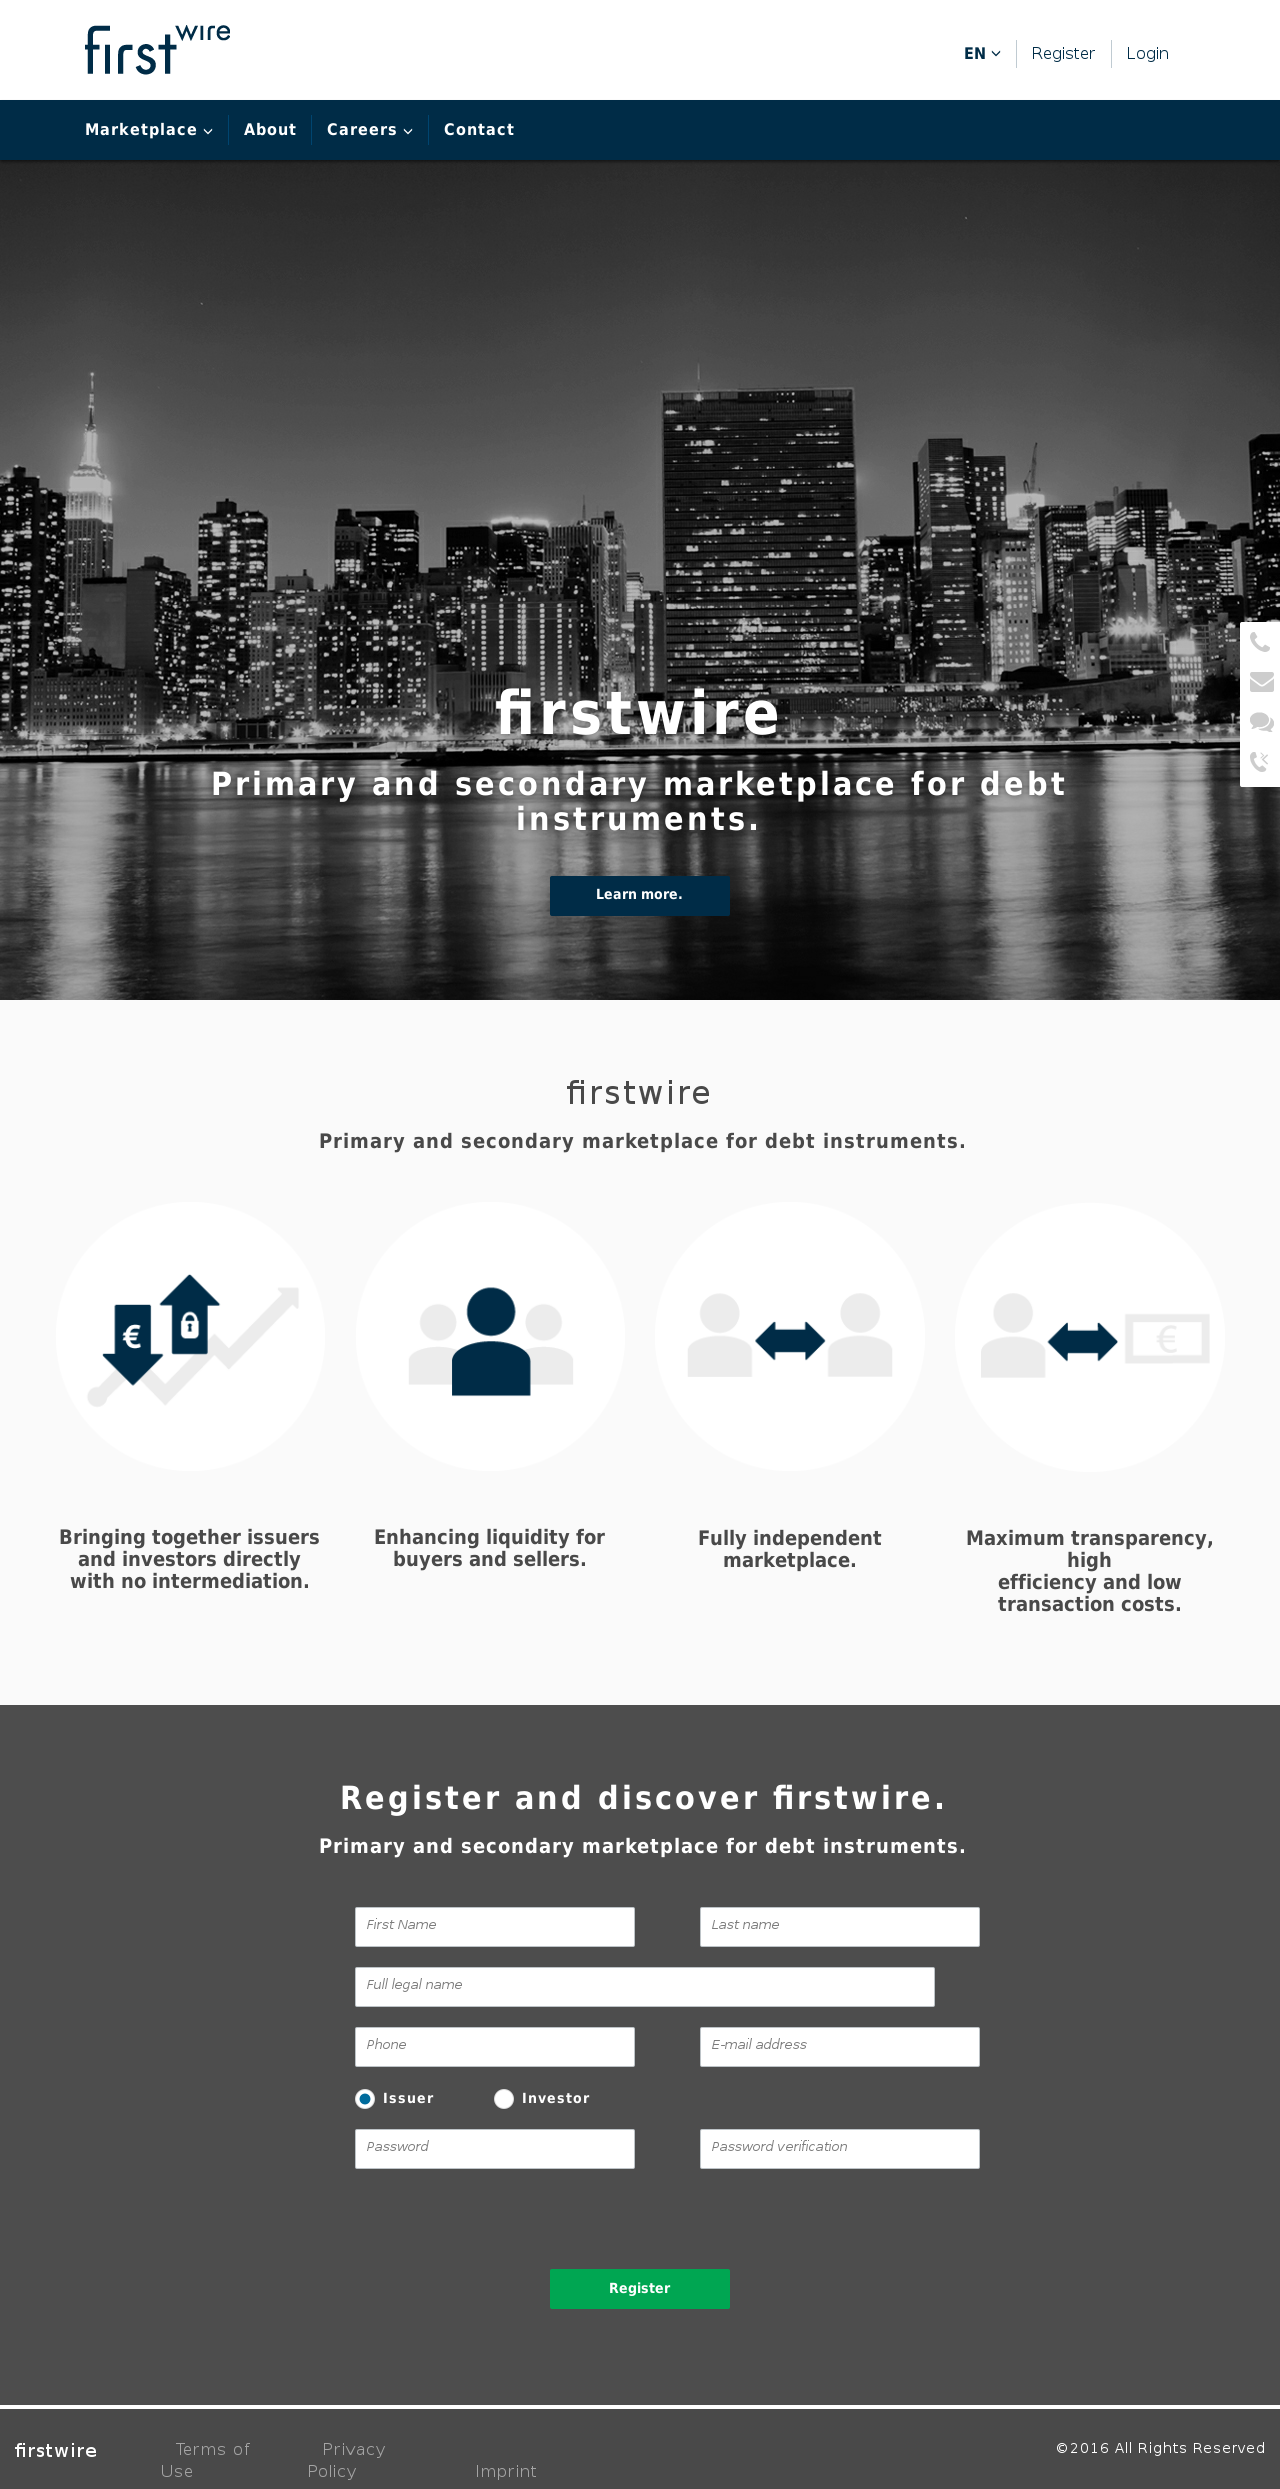 first wire
EN
Register
Login
Marketplace
About
Careers
Contact
firstwire
Primary and secondary marketplace for debt
instruments.
Learn more.
firstwire
Primary and secondary marketplace for debt instruments.
€
€
Bringing together issuers
and investors directly
with no intermediation.
Enhancing liquidity for
buyers and sellers.
Fully independent
marketplace.
Maximum transparency,
high
efficiency and low
transaction costs.
Register and discover firstwire.
Primary and secondary marketplace for debt instruments.
First Name
Last name
Full legal name
Phone
E-mail address
Issuer
Investor
Password
Password verification
Register
firstwire
Terms of
Use
Privacy
Policy
Imprint
©2016 All Rights Reserved